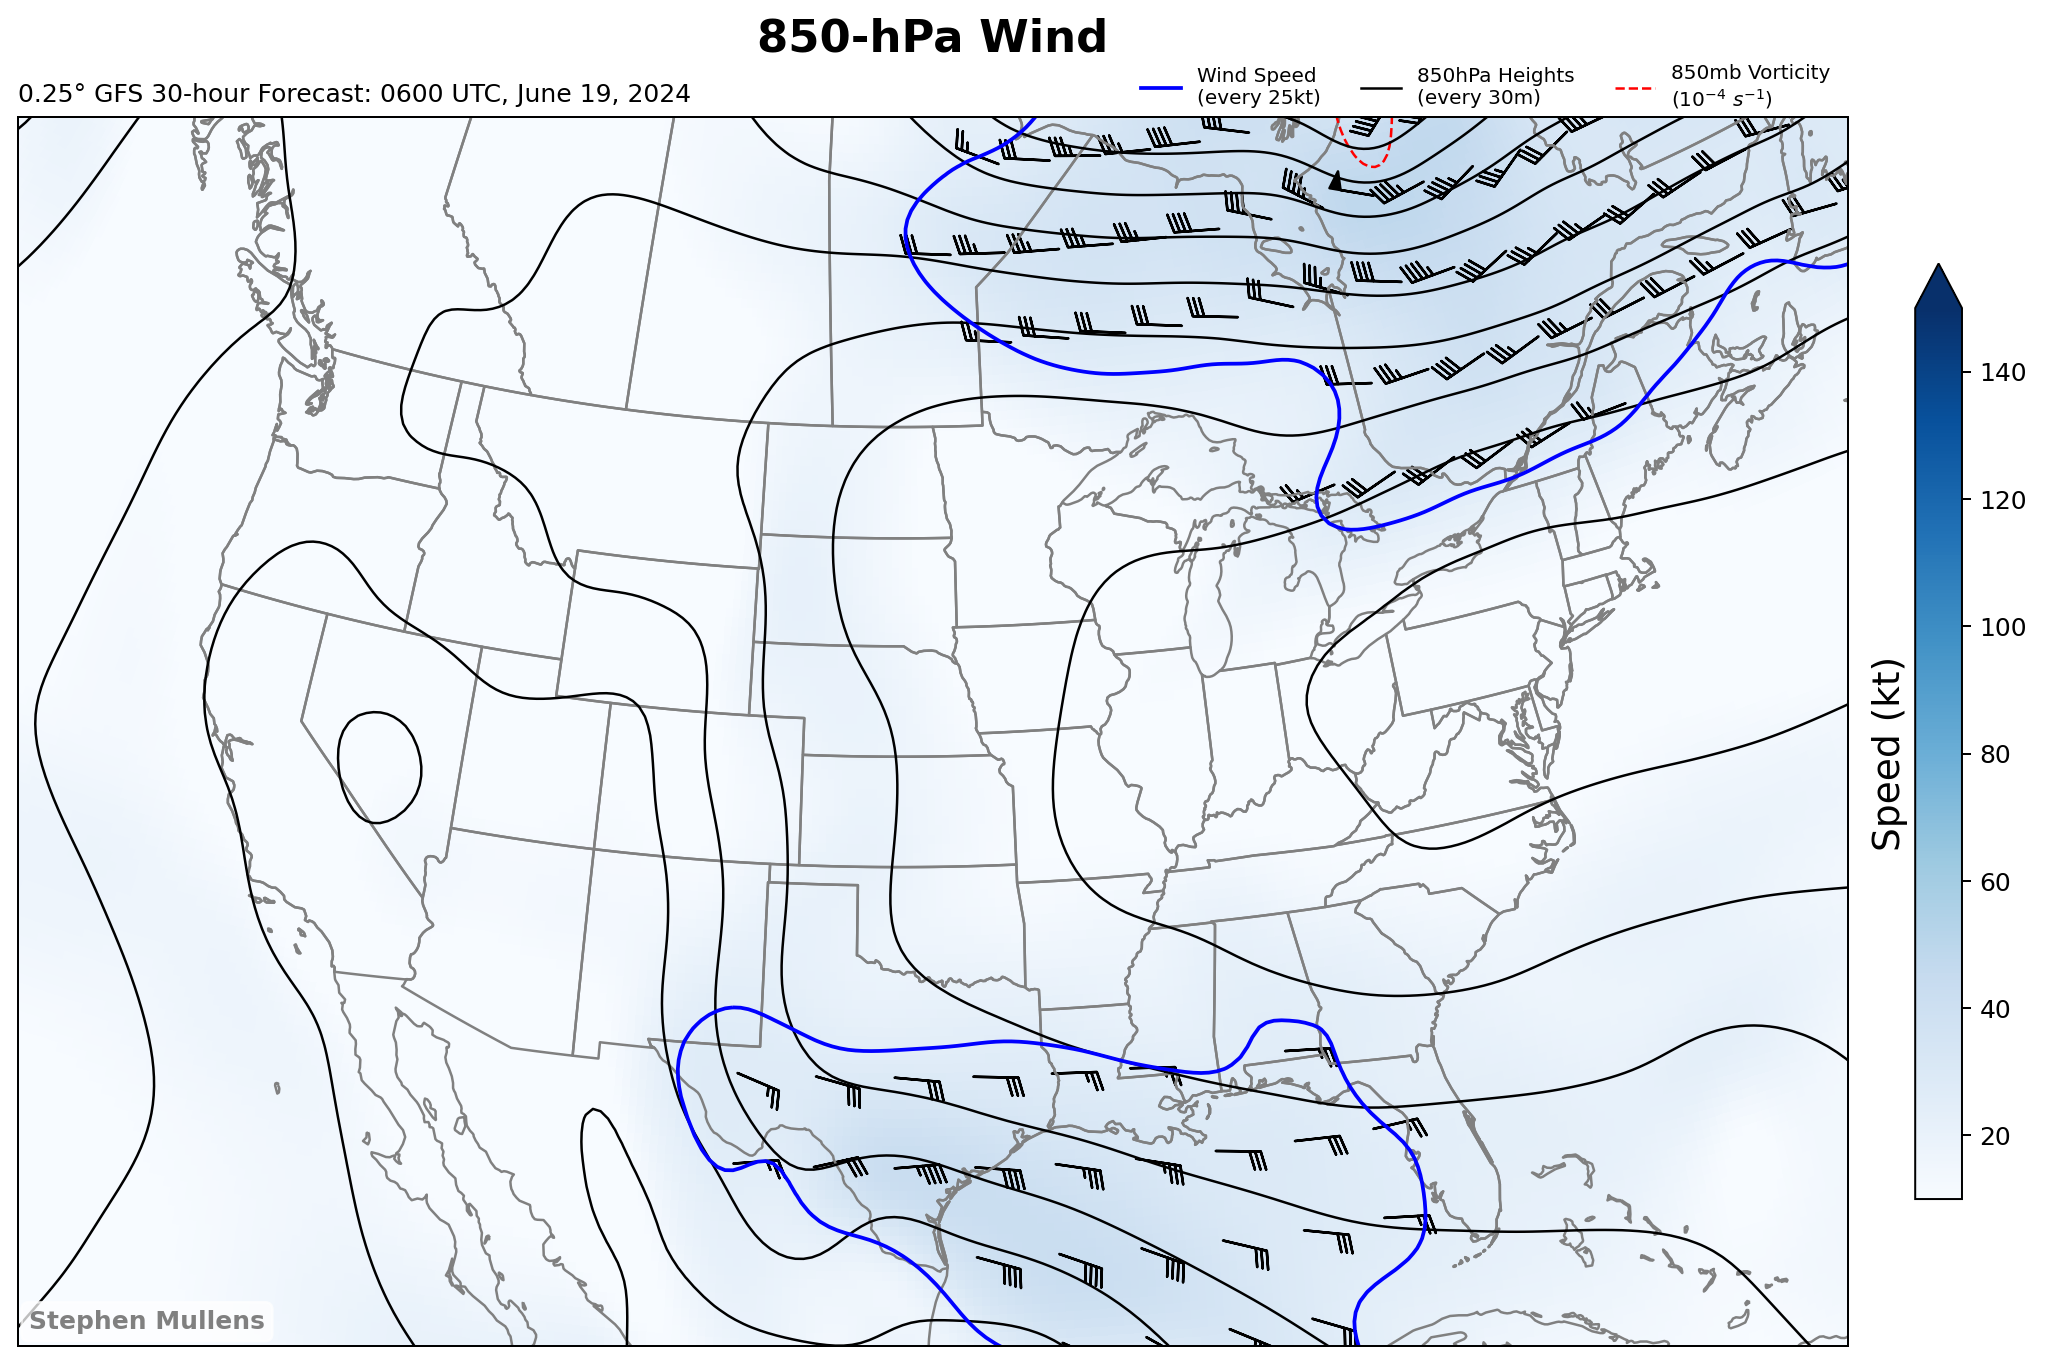 850-hPa Wind
0.25° GFS 30-hour Forecast: 0600 UTC, June 19, 2024
Wind Speed
(every 25kt)
850hPa Heights
(every 30m)
850mb Vorticity
(10⁻⁴ s⁻¹)
140
120
100
80
60
40
20
Speed (kt)
Stephen Mullens